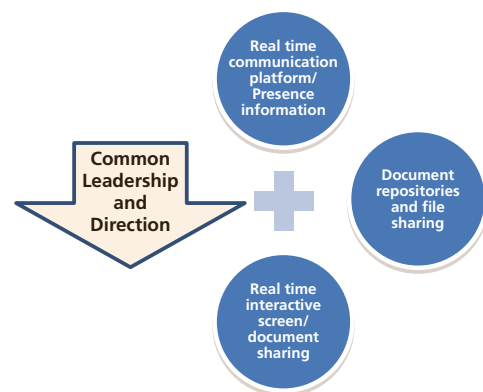 Real time
communication
platform/
Presence
information
Common
Leadership
and
Direction
Document
repositories
and file
sharing
Real time
interactive
screen/
document
sharing